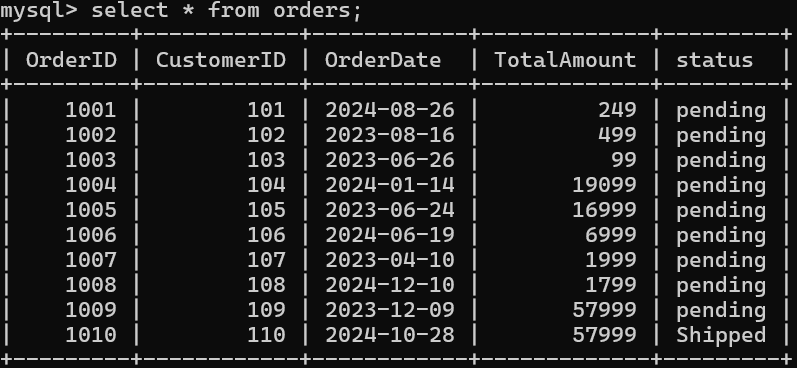 mysql> select * from orders;
+---------+------------+------------+-------------+---------+
| OrderID | CustomerID | OrderDate  | TotalAmount | status  |
+---------+------------+------------+-------------+---------+
|    1001 |        101 | 2024-08-26 |         249 | pending |
|    1002 |        102 | 2023-08-16 |         499 | pending |
|    1003 |        103 | 2023-06-26 |          99 | pending |
|    1004 |        104 | 2024-01-14 |       19099 | pending |
|    1005 |        105 | 2023-06-24 |       16999 | pending |
|    1006 |        106 | 2024-06-19 |        6999 | pending |
|    1007 |        107 | 2023-04-10 |        1999 | pending |
|    1008 |        108 | 2024-12-10 |        1799 | pending |
|    1009 |        109 | 2023-12-09 |       57999 | pending |
|    1010 |        110 | 2024-10-28 |       57999 | Shipped |
+---------+------------+------------+-------------+---------+